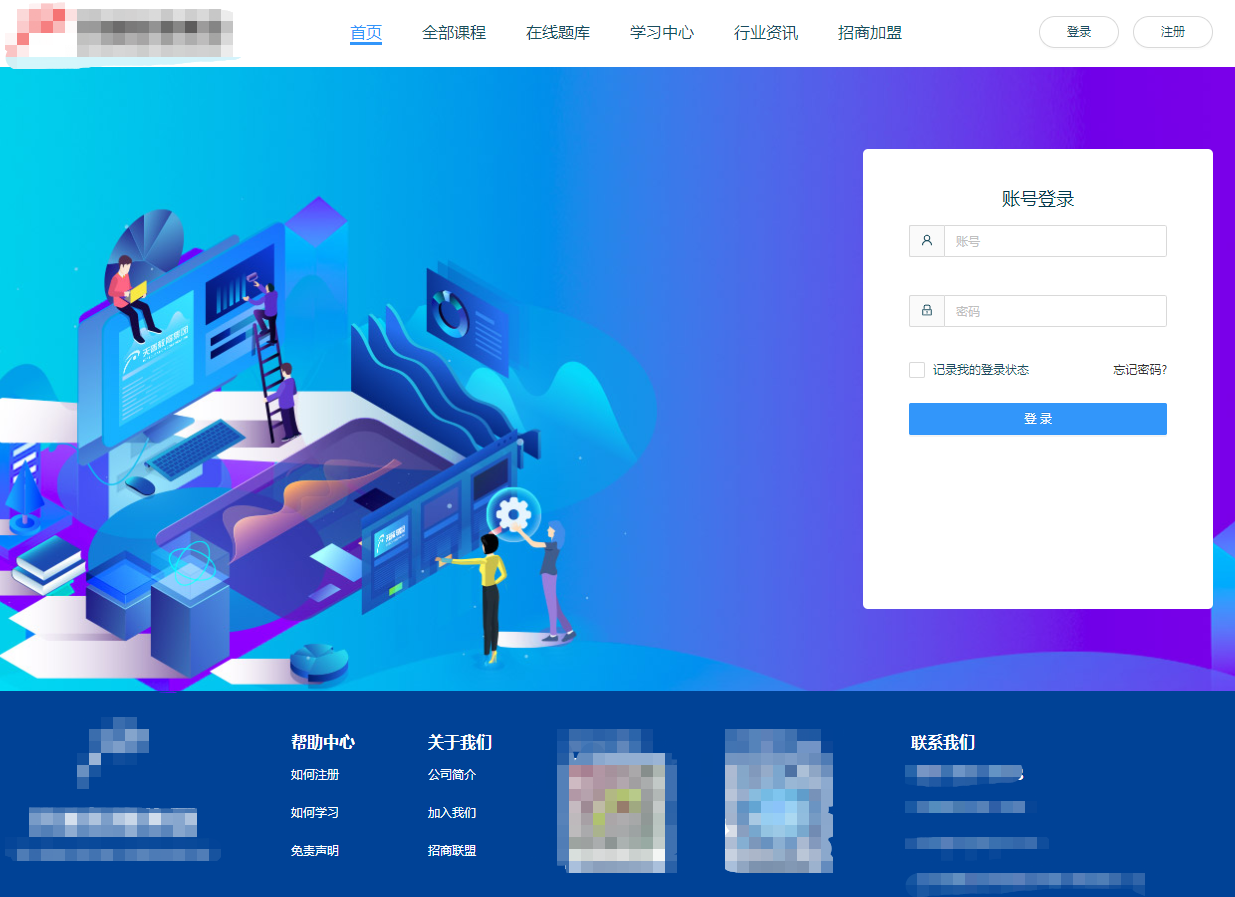 首页 全部课程 在线题库 学习中心 行业资讯 招商加盟 登录 注册
账号登录
账号
密码
记录我的登录状态 忘记密码?
登 录
帮助中心
如何注册
如何学习
免责声明
关于我们
公司简介
加入我们
招商联盟
联系我们